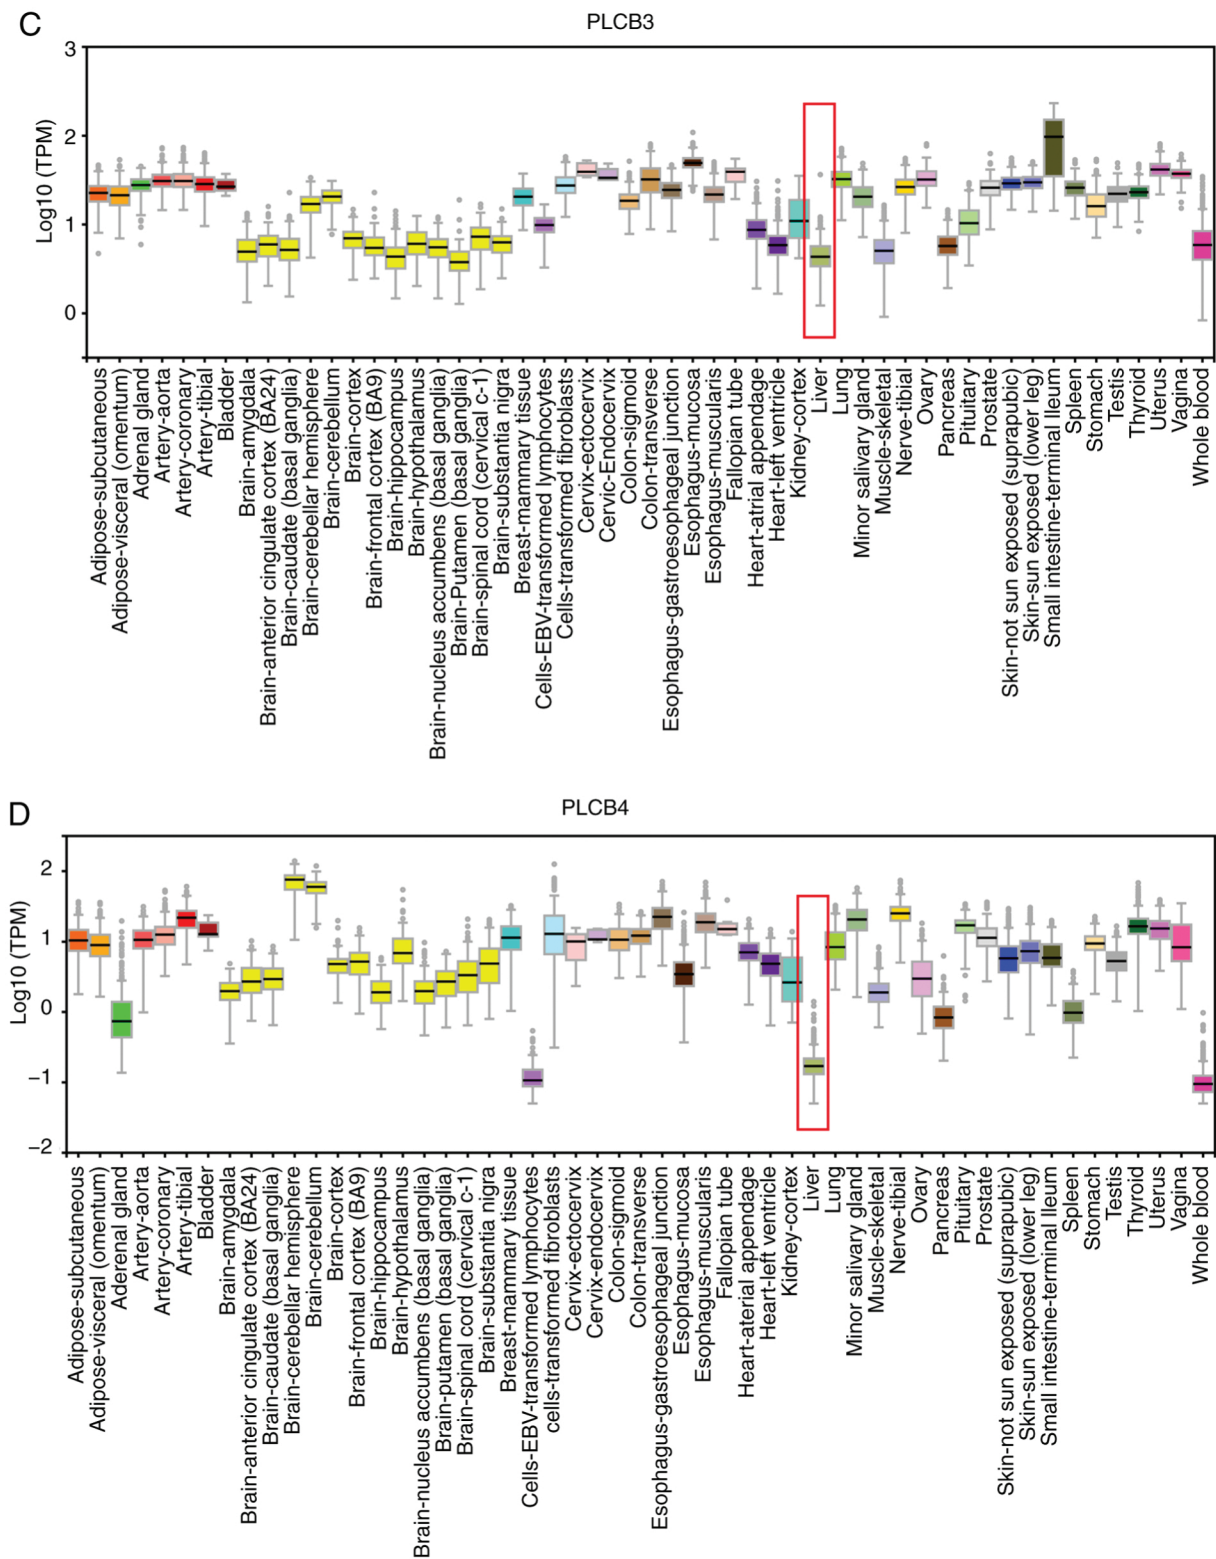 C
PLCB3
Log10 (TPM)
3
2
1
0
Adipose-subcutaneous
Adipose-visceral (omentum)
Adrenal gland
Artery-aorta
Artery-coronary
Artery-tibial
Bladder
Brain-amygdala
Brain-anterior cingulate cortex (BA24)
Brain-caudate (basal ganglia)
Brain-cerebellar hemisphere
Brain-cerebellum
Brain-cortex
Brain-frontal cortex (BA9)
Brain-hippocampus
Brain-hypothalamus
Brain-nucleus accumbens (basal ganglia)
Brain-Putamen (basal ganglia)
Brain-spinal cord (cervical c-1)
Brain-substantia nigra
Breast-mammary tissue
Cells-EBV-transformed lymphocytes
Cells-transformed fibroblasts
Cervix-ectocervix
Cervic-Endocervix
Colon-sigmoid
Colon-transverse
Esophagus-gastroesophageal junction
Esophagus-mucosa
Esophagus-muscularis
Fallopian tube
Heart-atrial appendage
Heart-left ventricle
Kidney-cortex
Liver
Lung
Minor salivary gland
Muscle-skeletal
Nerve-tibial
Ovary
Pancreas
Pituitary
Prostate
Skin-not sun exposed (suprapubic)
Skin-sun exposed (lower leg)
Small intestine-terminal Ileum
Spleen
Stomach
Testis
Thyroid
Uterus
Vagina
Whole blood
D
PLCB4
Log10 (TPM)
2
1
0
−1
−2
Adipose-subcutaneous
Adipose-visceral (omentum)
Aderenal gland
Artery-aorta
Artery-coronary
Artery-tibial
Bladder
Brain-amygdala
Brain-anterior cingulate cortex (BA24)
Brain-caudate (basal ganglia)
Brain-cerebellar hemisphere
Brain-cerebellum
Brain-cortex
Brain-frontal cortex (BA9)
Brain-hippocampus
Brain-hypothalamus
Brain-nucleus accumbens (basal ganglia)
Brain-putamen (basal ganglia)
Brain-spinal cord (cervical c-1)
Brain-substantia nigra
Breast-mammary tissue
Cells-EBV-transformed lymphocytes
cells-transformed fibroblasts
Cervix-ectocervix
Cervix-endocervix
Colon-sigmoid
Colon-transverse
Esophagus-gastroesophageal junction
Esophagus-mucosa
Esophagus-muscularis
Fallopian tube
Heart-aterial appendage
Heart-left ventricle
Kidney-cortex
Liver
Lung
Minor salivary gland
Muscle-skeletal
Nerve-tibial
Ovary
Pancreas
Pituitary
Prostate
Skin-not sun exposed (suprapubic)
Skin-sun exposed (lower leg)
Small intestine-terminal Ileum
Spleen
Stomach
Testis
Thyroid
Uterus
Vagina
Whole blood